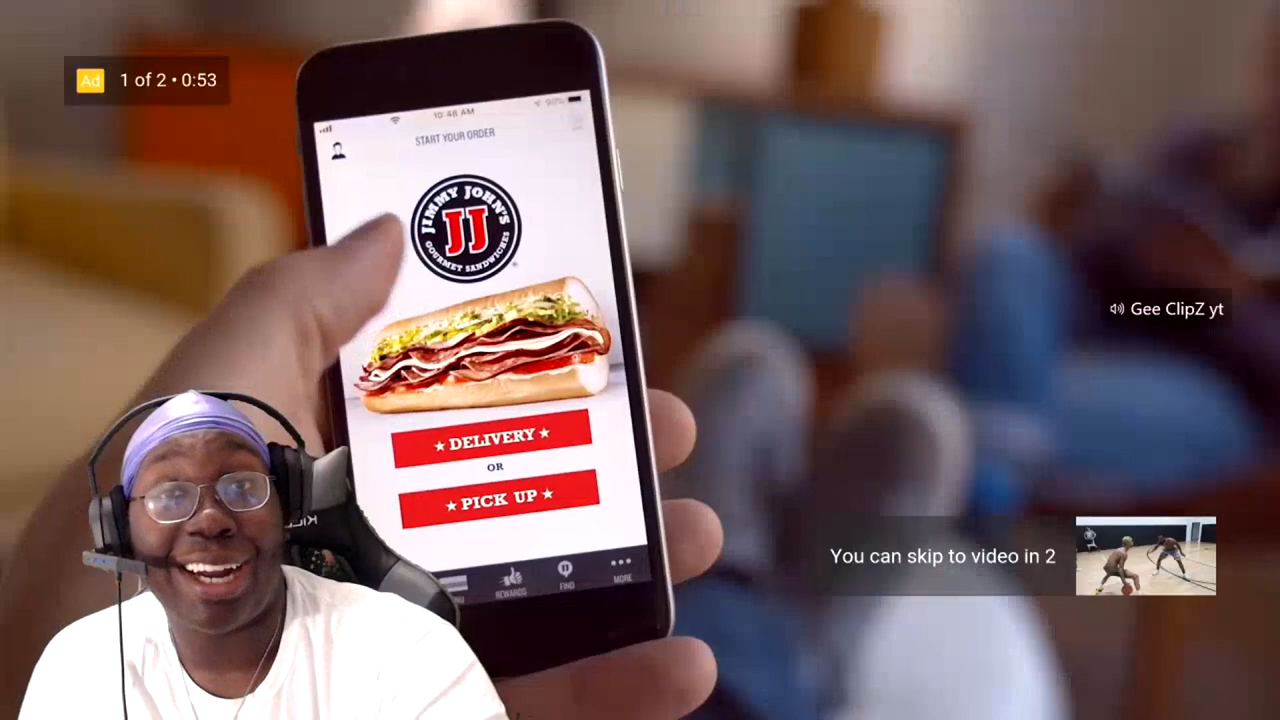 Ad 1 of 2 • 0:53
10:48 AM
START YOUR ORDER
JIMMY JOHN'S
JJ
GOURMET SANDWICHES
Gee ClipZ yt
★ DELIVERY ★
OR
★ PICK UP ★
You can skip to video in 2
REWARDS
FIND
MORE